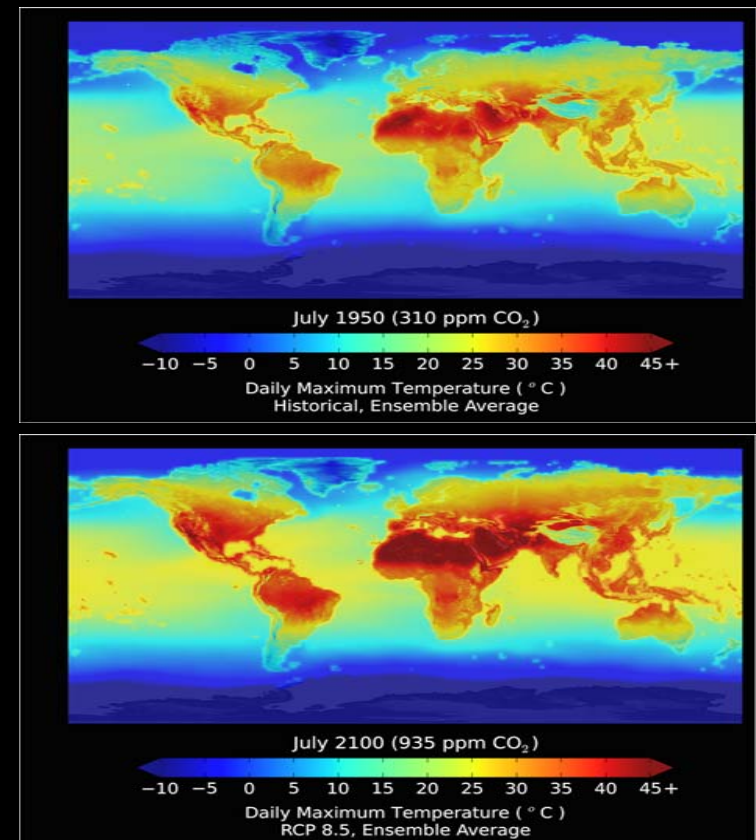 July 1950 (310 ppm CO₂)
−10 −5 0 5 10 15 20 25 30 35 40 45+
Daily Maximum Temperature ( ° C )
Historical, Ensemble Average
July 2100 (935 ppm CO₂)
−10 −5 0 5 10 15 20 25 30 35 40 45+
Daily Maximum Temperature ( ° C )
RCP 8.5, Ensemble Average